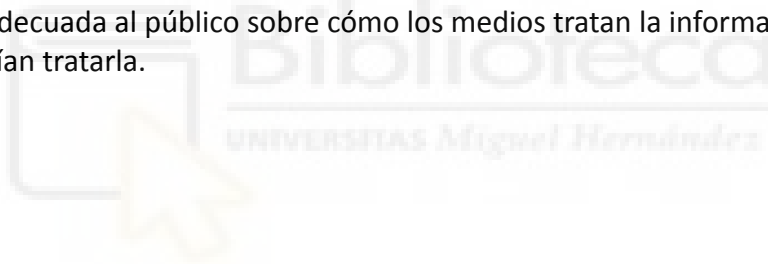 decuada al público sobre cómo los medios tratan la informa
ían tratarla.
Biblioteca
UNIVERSITAS Miguel Hernández